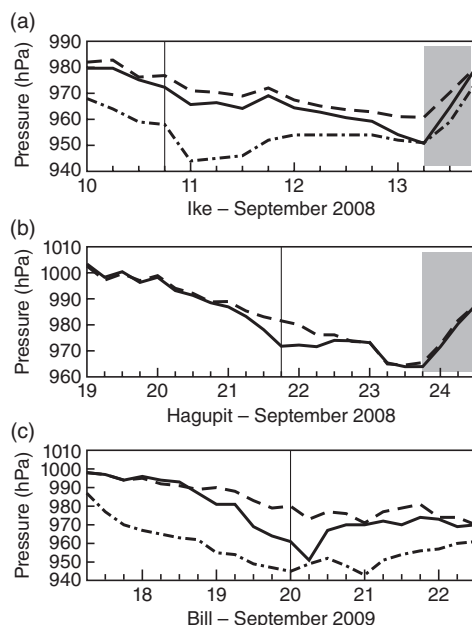 (a)
Pressure (hPa)
990
980
970
960
950
940
10 11 12 13
Ike – September 2008
(b)
Pressure (hPa)
1010
1000
990
980
970
960
19 20 21 22 23 24
Hagupit – September 2008
(c)
Pressure (hPa)
1010
1000
990
980
970
960
950
940
18 19 20 21 22
Bill – September 2009